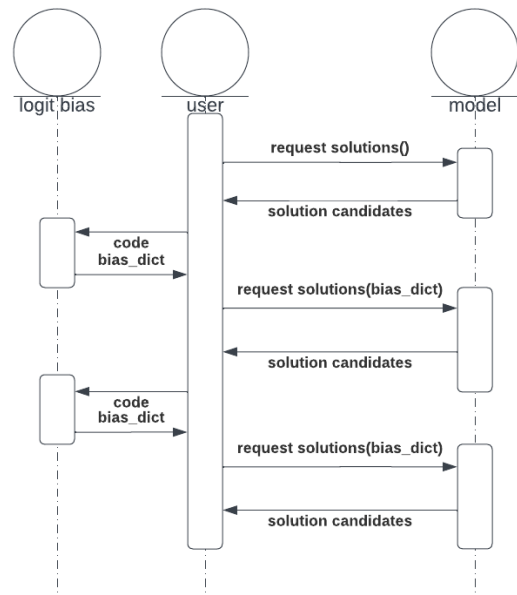 logit bias
user
model
request solutions()
solution candidates
code
bias_dict
request solutions(bias_dict)
solution candidates
code
bias_dict
request solutions(bias_dict)
solution candidates